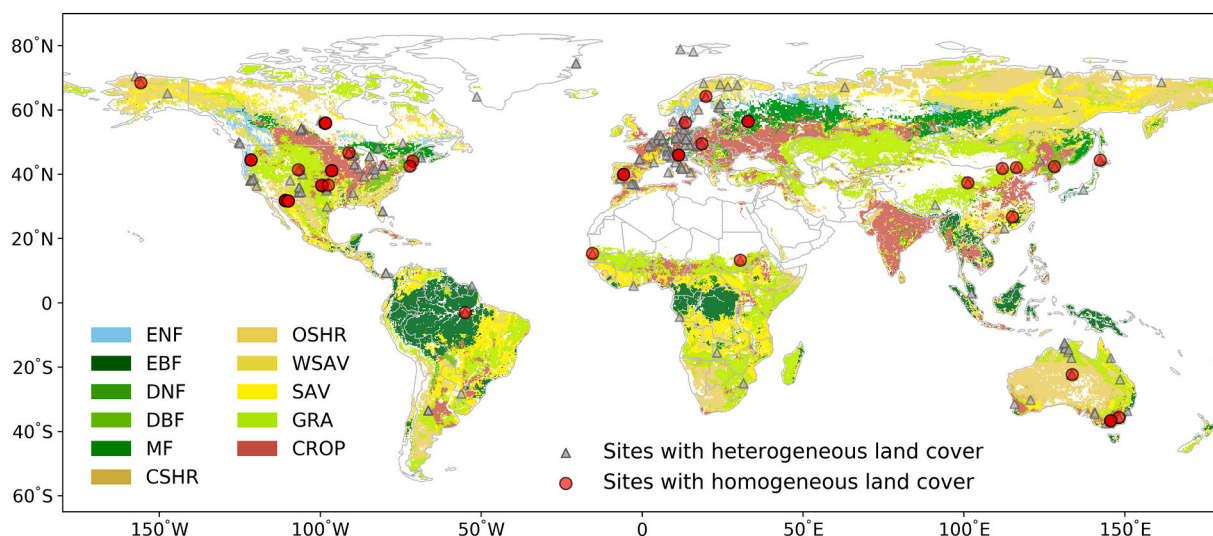 80°N
60°N
40°N
20°N
0
20°S
40°S
60°S
ENF
EBF
DNF
DBF
MF
CSHR
OSHR
WSAV
SAV
GRA
CROP
Sites with heterogeneous land cover
Sites with homogeneous land cover
150°W
100°W
50°W
0
50°E
100°E
150°E